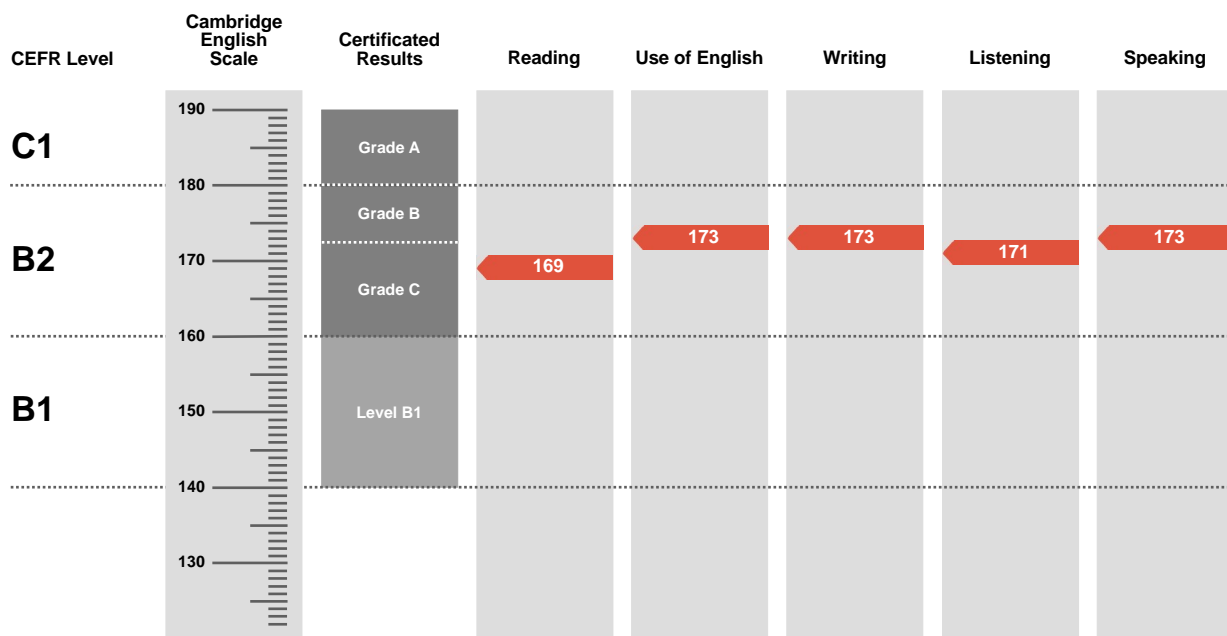 CEFR Level
Cambridge
English
Scale
Certificated
Results
Reading
Use of English
Writing
Listening
Speaking
190
C1
Grade A
180
Grade B
173
173
173
B2
170
171
169
Grade C
160
B1
150
Level B1
140
130